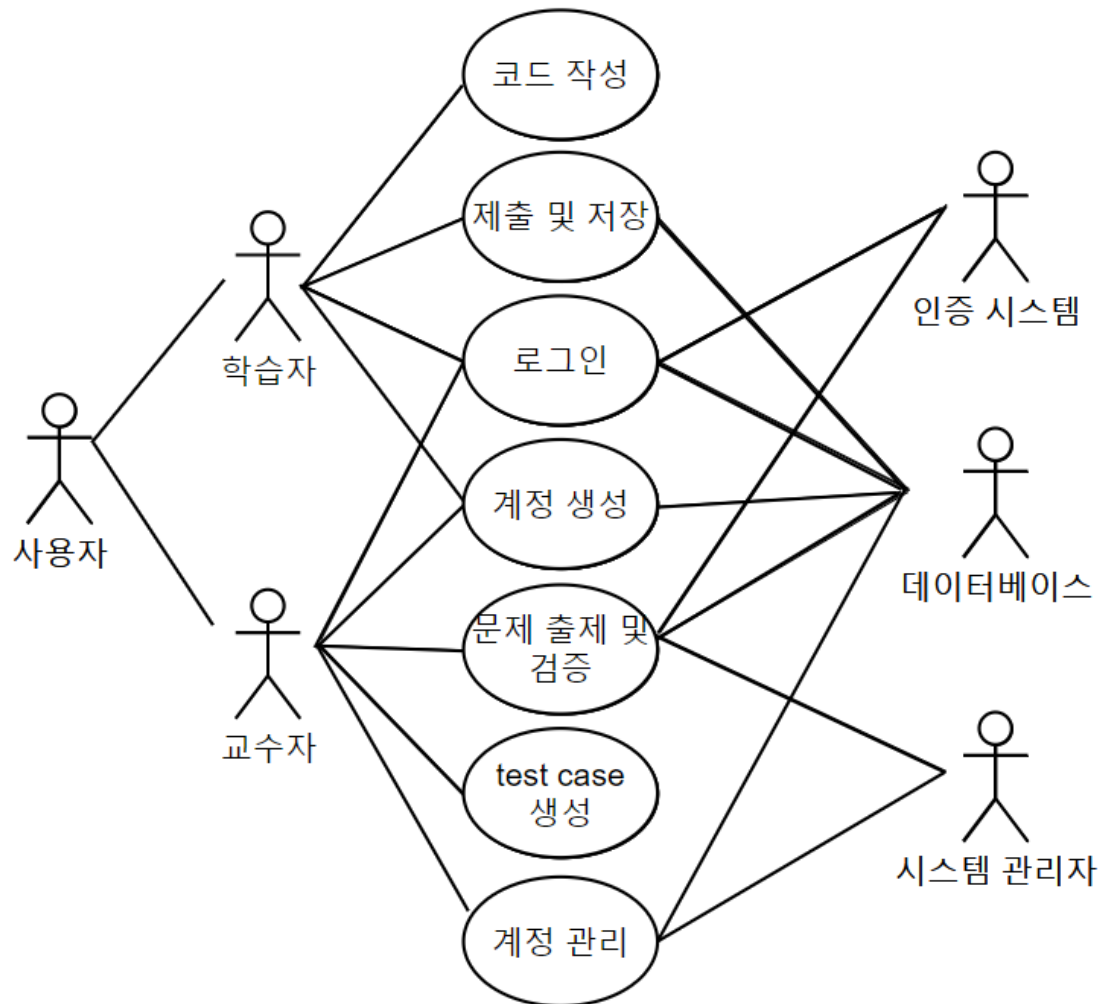 코드 작성
제출 및 저장
인증 시스템
학습자
로그인
사용자
계정 생성
데이터베이스
문제 출제 및
검증
교수자
test case
생성
시스템 관리자
계정 관리